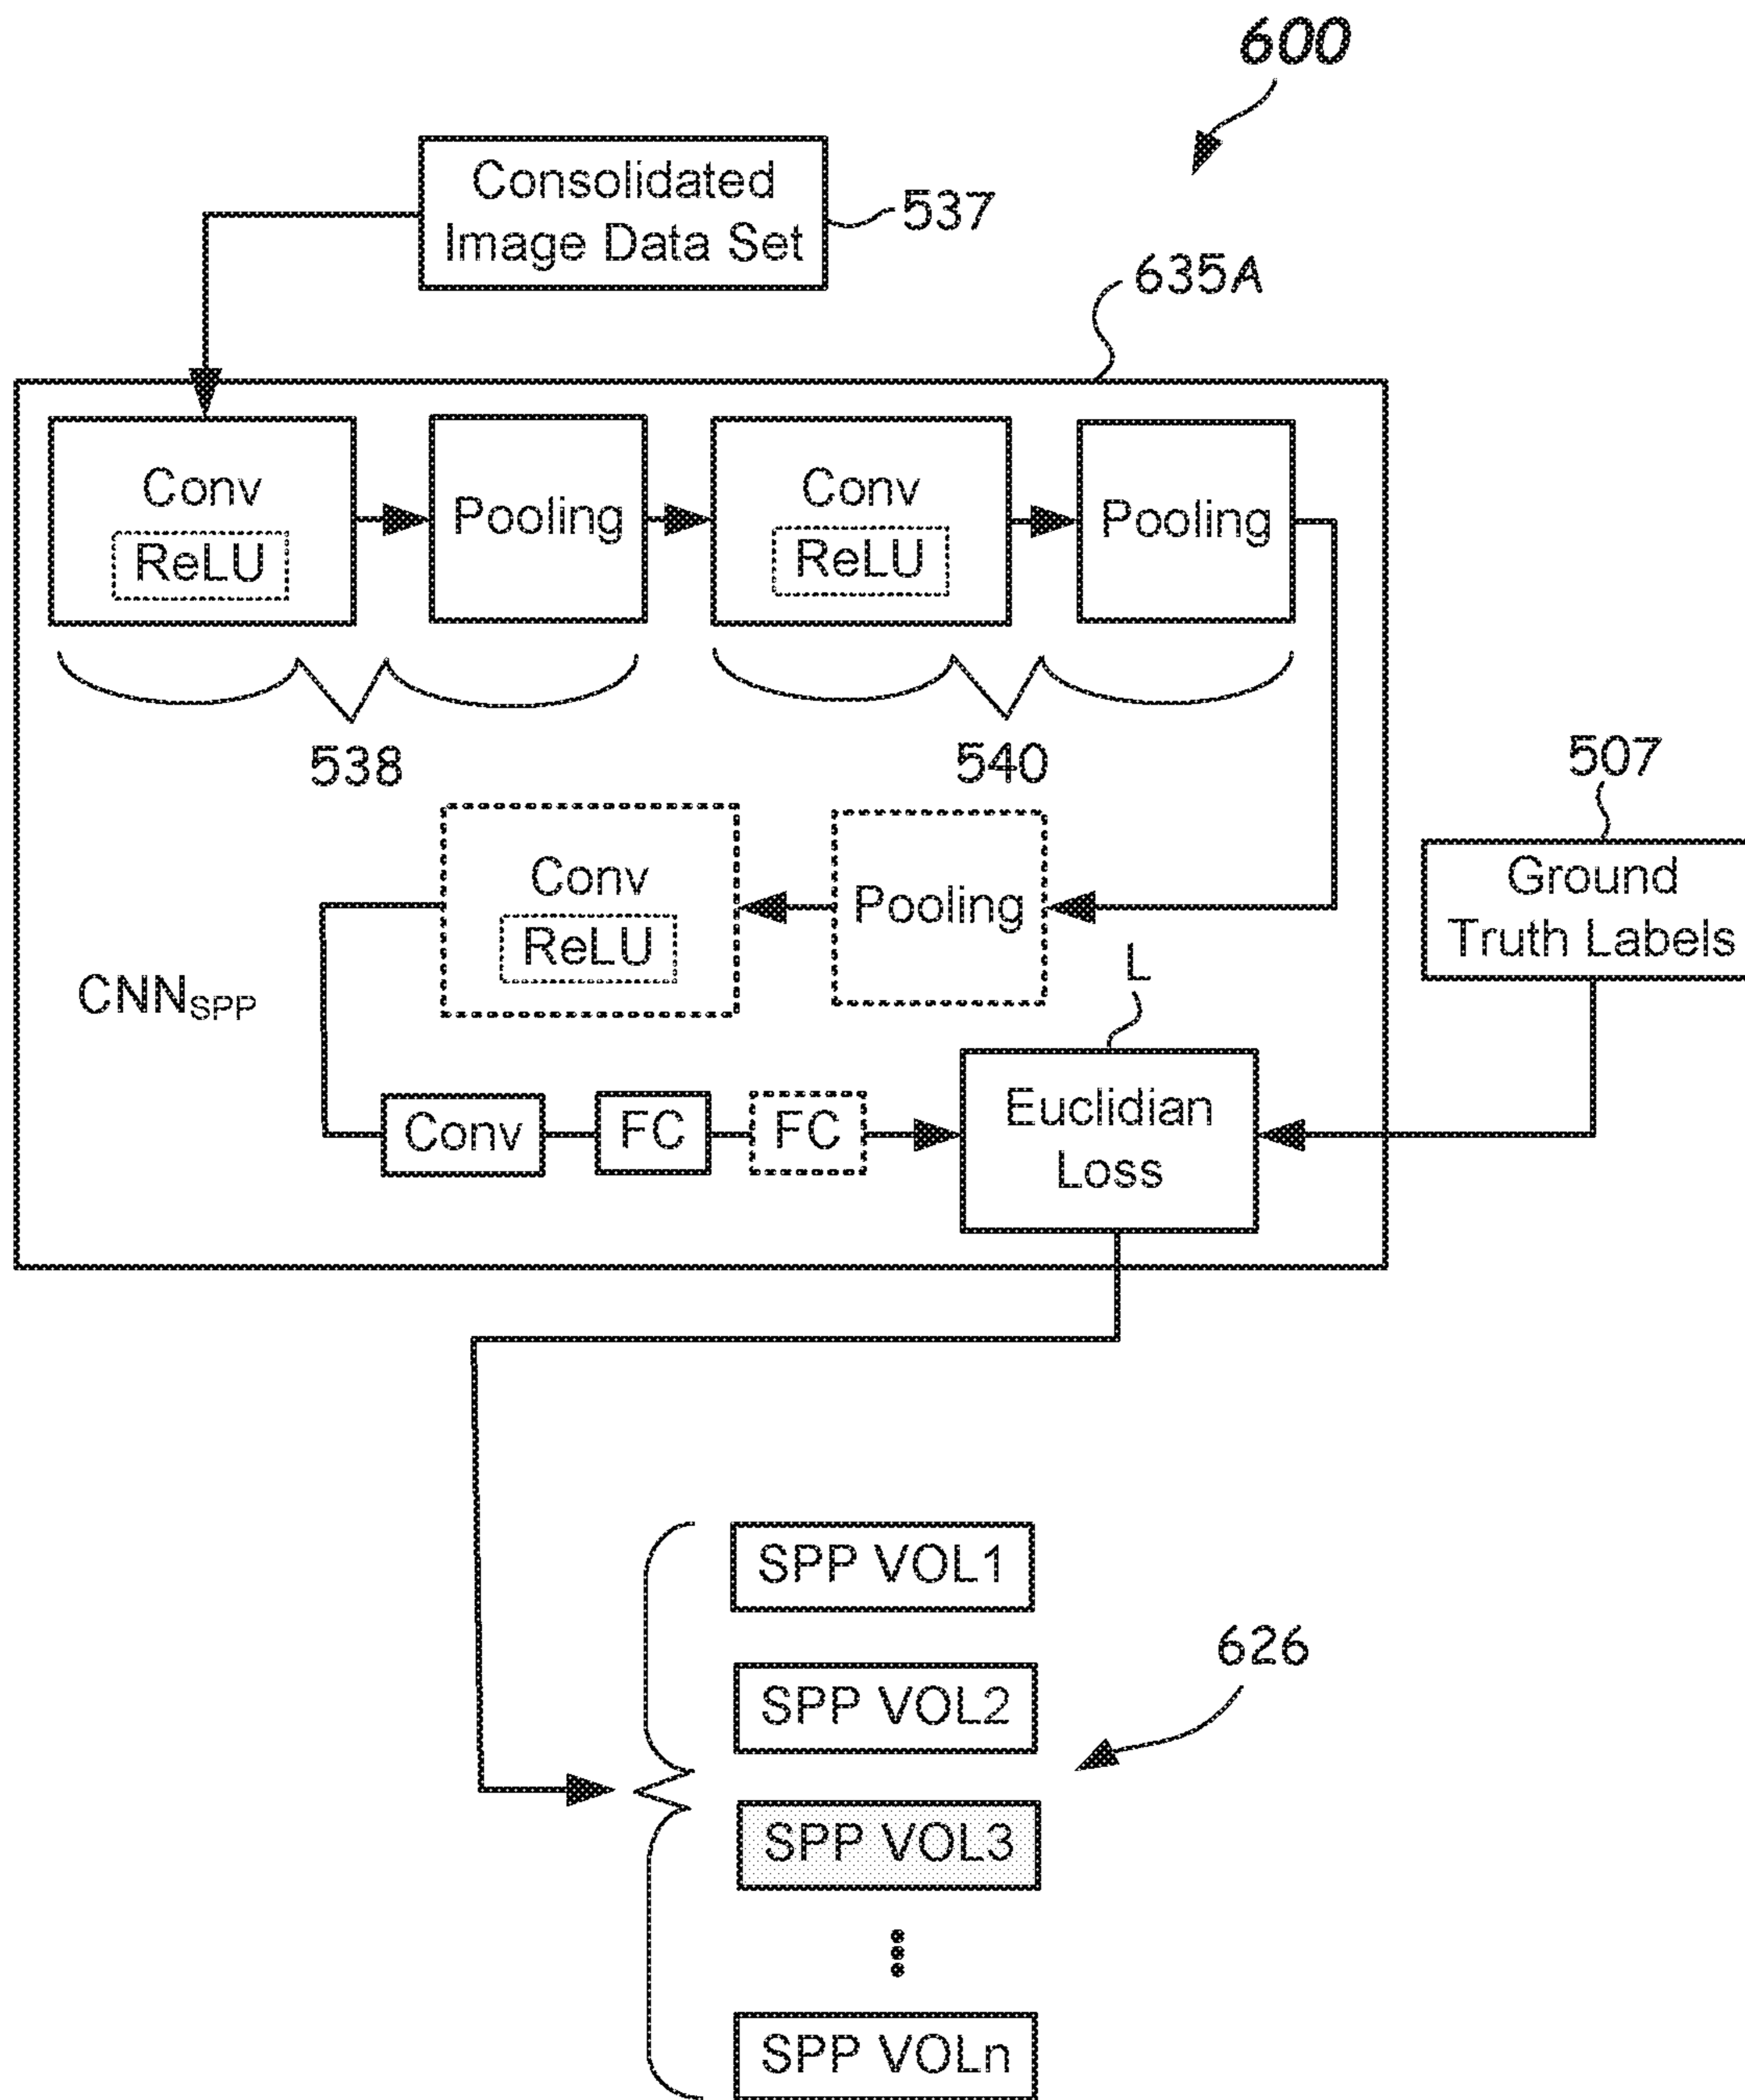 600
Consolidated
Image Data Set
537
635A
Conv
ReLU
Pooling
Conv
ReLU
Pooling
538
540
507
Conv
ReLU
Pooling
Ground
Truth Labels
L
CNNSPP
Conv
FC
FC
Euclidian
Loss
SPP VOL1
SPP VOL2
626
SPP VOL3
SPP VOLn